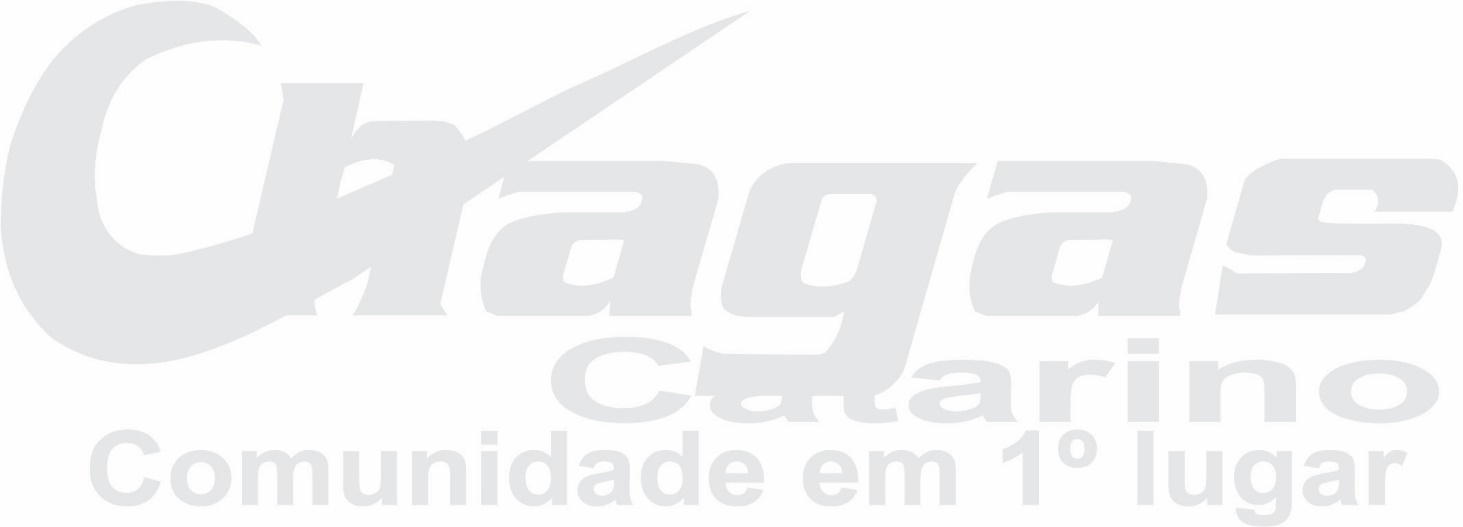 Chagas
Catarino
Comunidade em 1º lugar